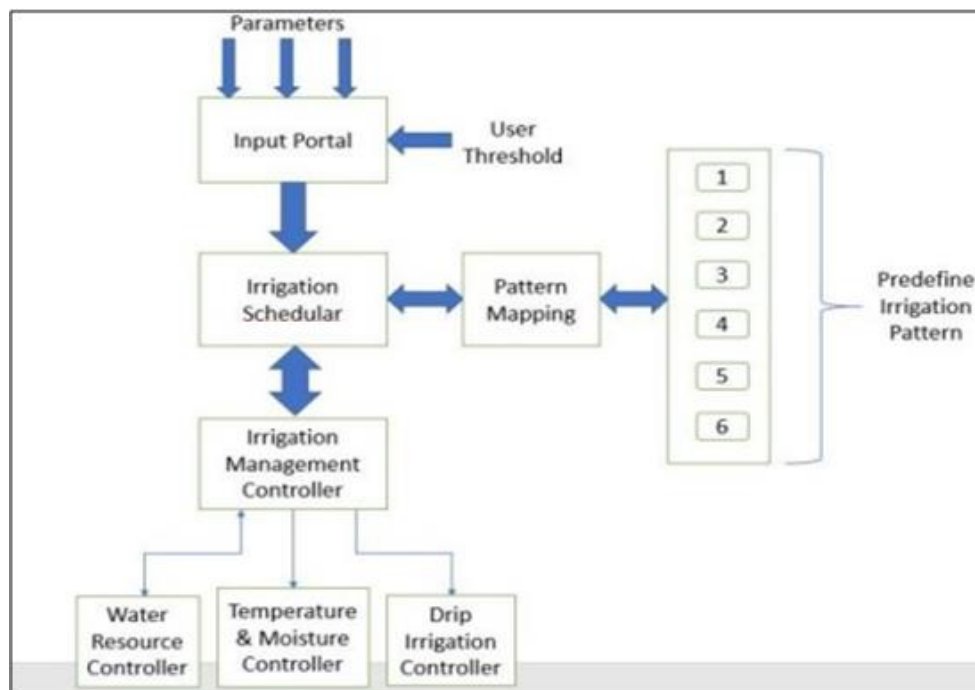 Parameters
Input Portal
User
Threshold
Irrigation
Schedular
Pattern
Mapping
1
2
3
4
5
6
Predefine
Irrigation
Pattern
Irrigation
Management
Controller
Water
Resource
Controller
Temperature
& Moisture
Controller
Drip
Irrigation
Controller